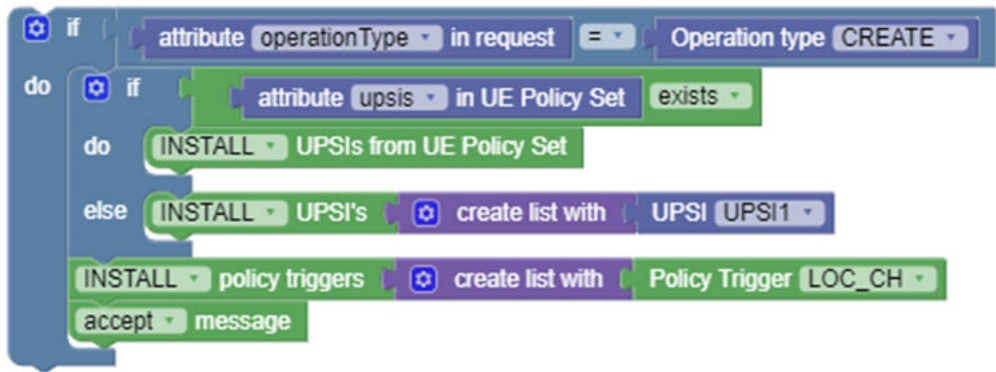 if attribute operationType in request = Operation type CREATE
do if attribute upsis in UE Policy Set exists
do INSTALL UPSIs from UE Policy Set
else INSTALL UPSI's create list with UPSI UPSI1
INSTALL policy triggers create list with Policy Trigger LOC_CH
accept message